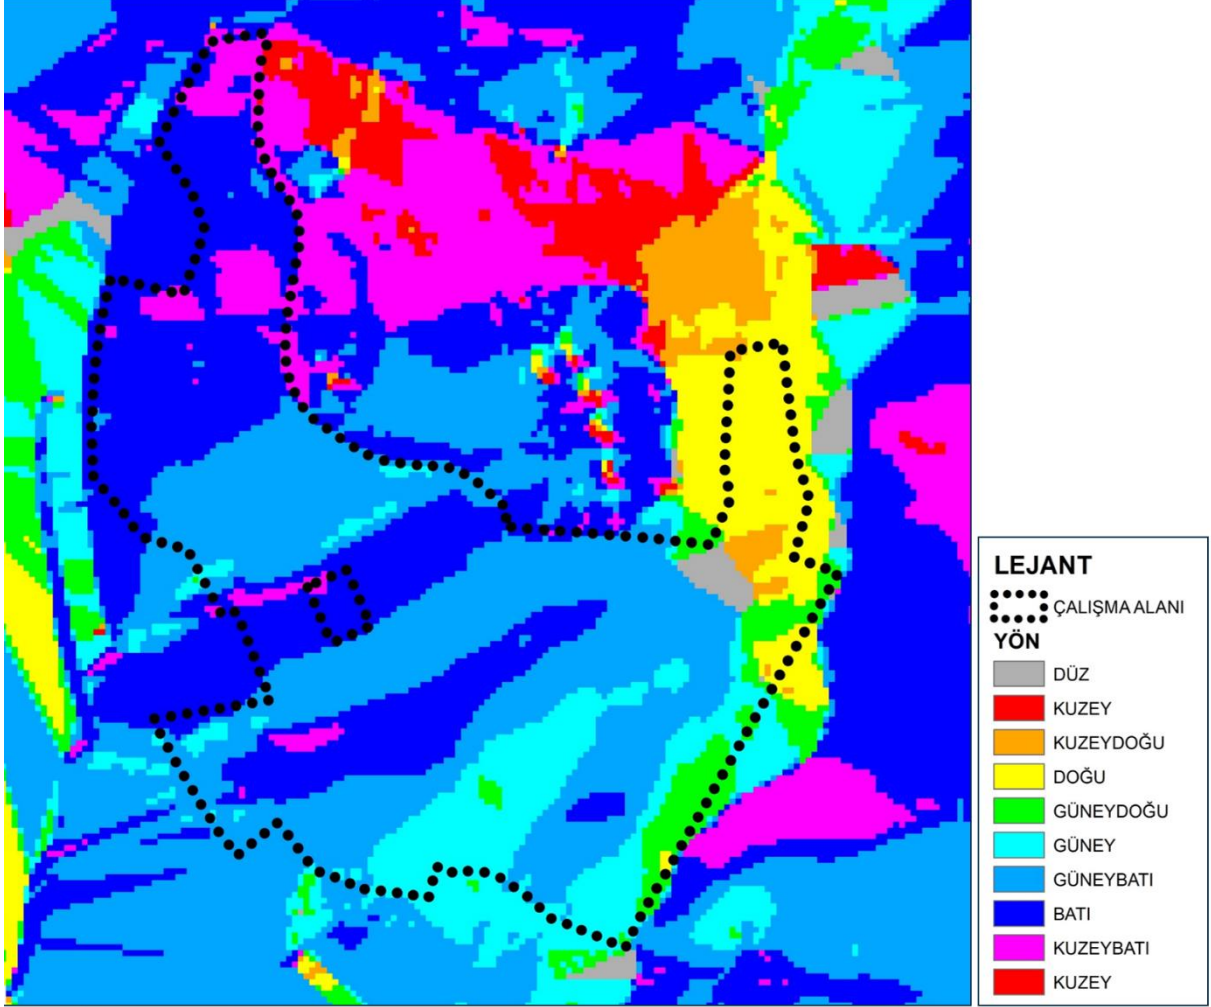 LEJANT
ÇALIŞMA ALANI
YÖN
DÜZ
KUZEY
KUZEYDOĞU
DOĞU
GÜNEYDOĞU
GÜNEY
GÜNEYBATI
BATI
KUZEYBATI
KUZEY